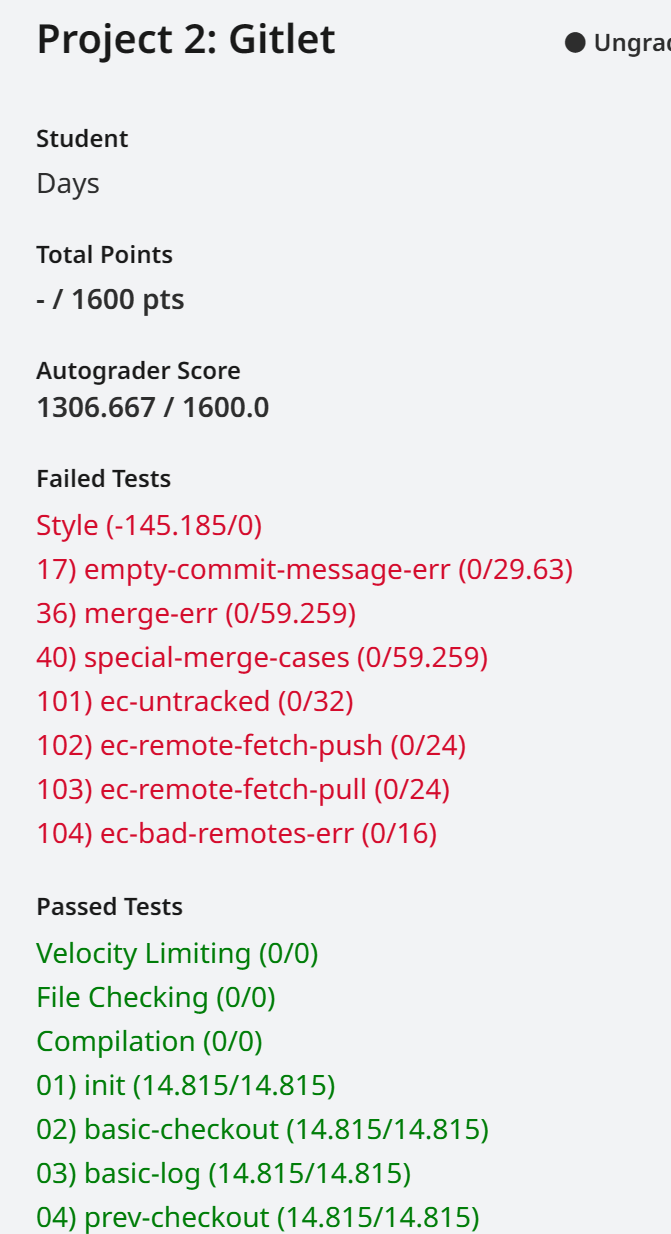 Project 2: Gitlet
Student
Days
Total Points
- / 1600 pts
Autograder Score
1306.667 / 1600.0
Failed Tests
Style (-145.185/0)
17) empty-commit-message-err (0/29.63)
36) merge-err (0/59.259)
40) special-merge-cases (0/59.259)
101) ec-untracked (0/32)
102) ec-remote-fetch-push (0/24)
103) ec-remote-fetch-pull (0/24)
104) ec-bad-remotes-err (0/16)
Passed Tests
Velocity Limiting (0/0)
File Checking (0/0)
Compilation (0/0)
01) init (14.815/14.815)
02) basic-checkout (14.815/14.815)
03) basic-log (14.815/14.815)
04) prev-checkout (14.815/14.815)